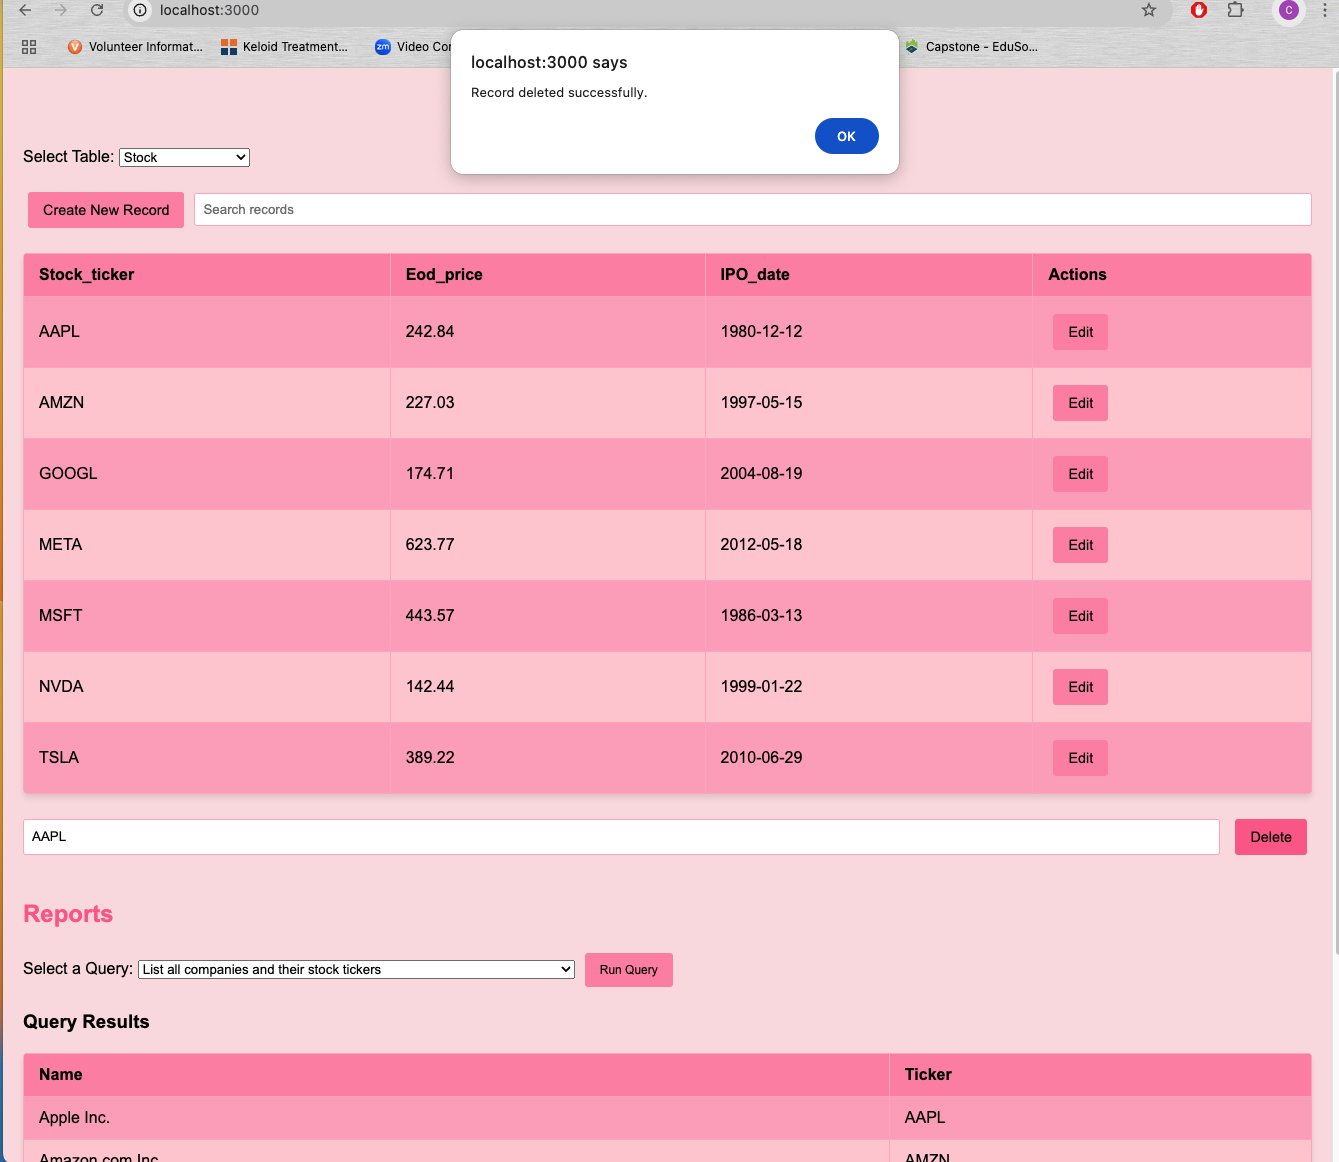 localhost:3000
C
Volunteer Informat...
Keloid Treatment...
zm Video Co
Capstone - EduSo...
localhost:3000 says
Record deleted successfully.
OK
Select Table: Stock
Create New Record Search records
Stock_ticker Eod_price IPO_date Actions
AAPL 242.84 1980-12-12 Edit
AMZN 227.03 1997-05-15 Edit
GOOGL 174.71 2004-08-19 Edit
META 623.77 2012-05-18 Edit
MSFT 443.57 1986-03-13 Edit
NVDA 142.44 1999-01-22 Edit
TSLA 389.22 2010-06-29 Edit
AAPL Delete
Reports
Select a Query: List all companies and their stock tickers Run Query
Query Results
Name Ticker
Apple Inc. AAPL
Amazon.com Inc. AMZN